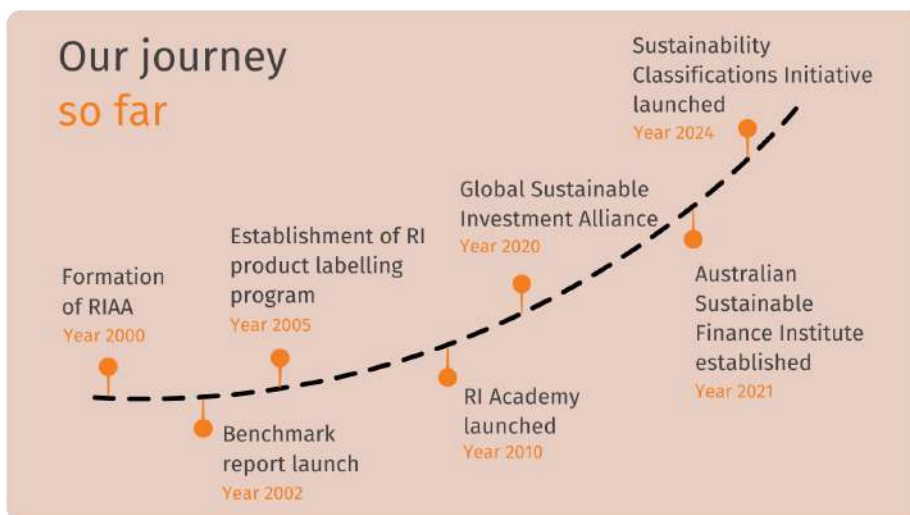 Our journey
so far
Formation
of RIAA
Year 2000
Benchmark
report launch
Year 2002
Establishment of RI
product labelling
program
Year 2005
RI Academy
launched
Year 2010
Global Sustainable
Investment Alliance
Year 2020
Australian
Sustainable
Finance Institute
established
Year 2021
Sustainability
Classifications Initiative
launched
Year 2024